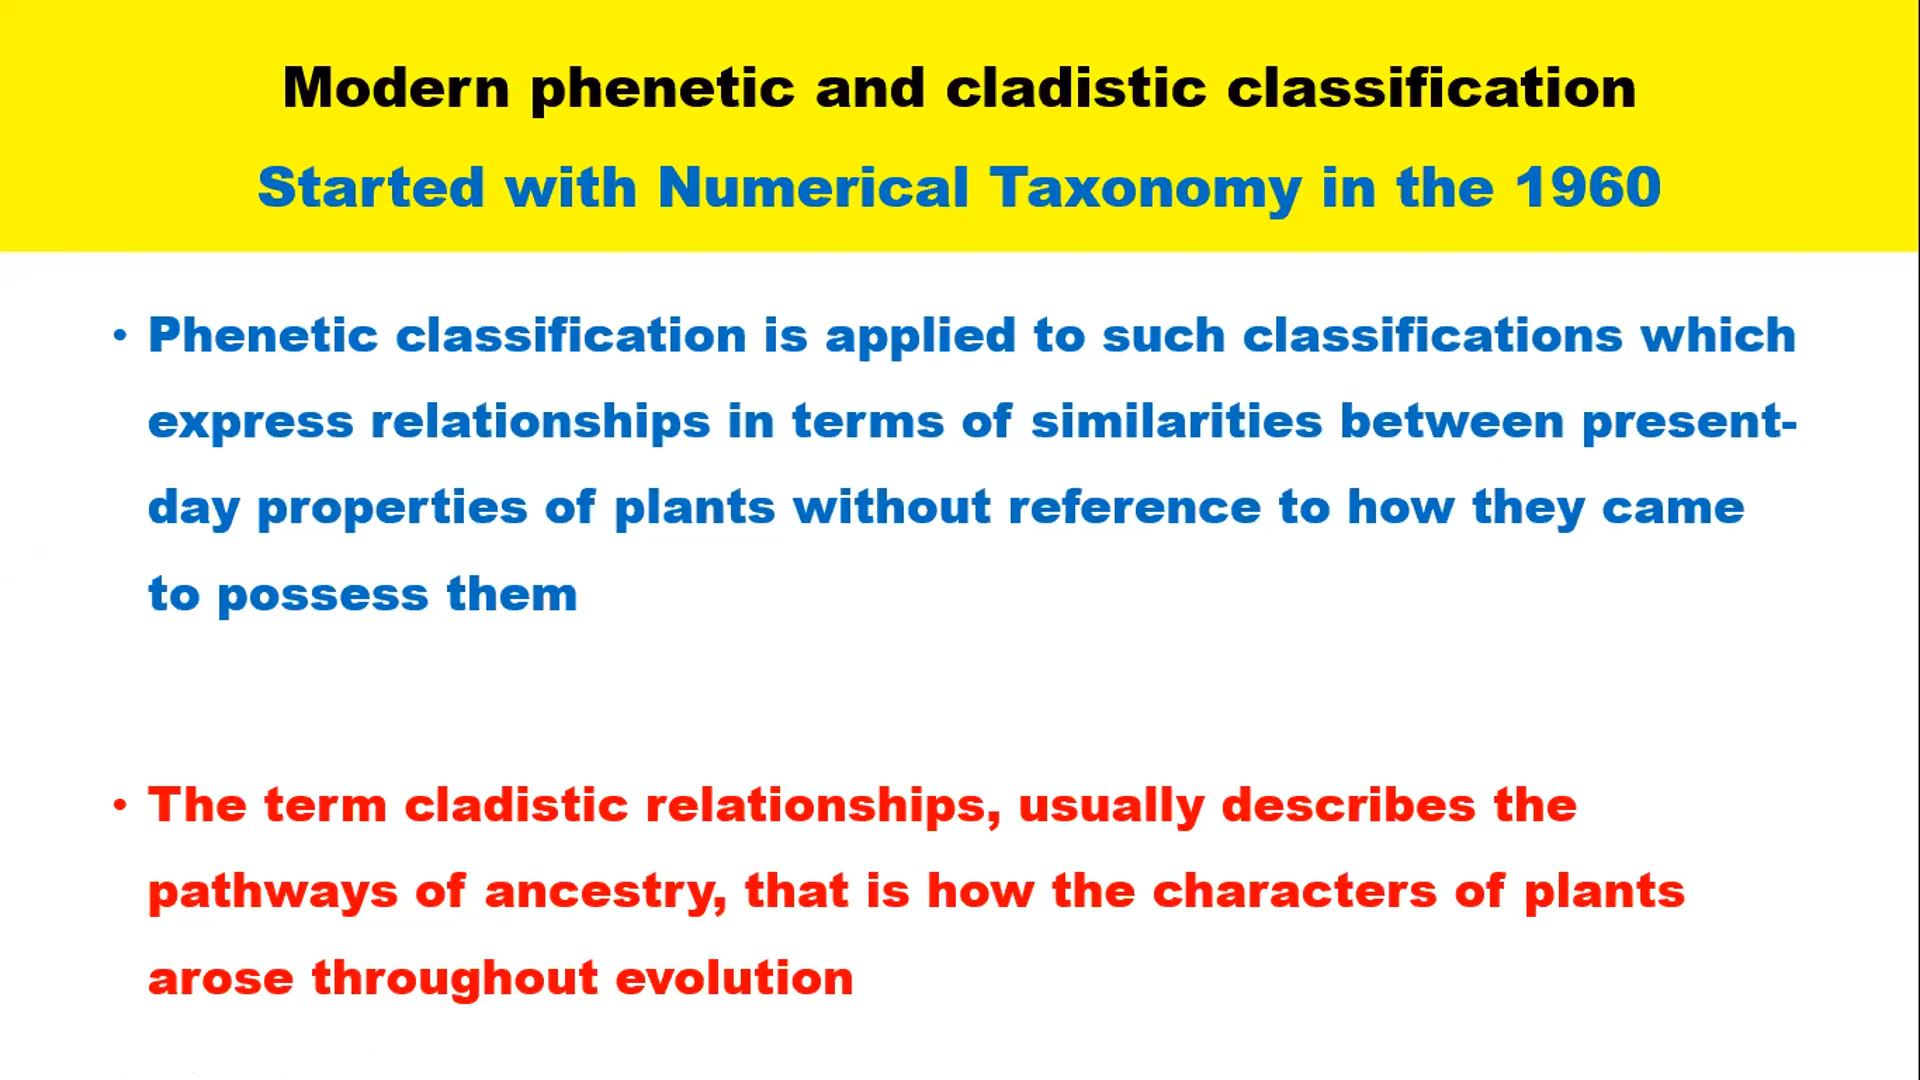 Modern phenetic and cladistic classification
Started with Numerical Taxonomy in the 1960
• Phenetic classification is applied to such classifications which
express relationships in terms of similarities between present-
day properties of plants without reference to how they came
to possess them
• The term cladistic relationships, usually describes the
pathways of ancestry, that is how the characters of plants
arose throughout evolution